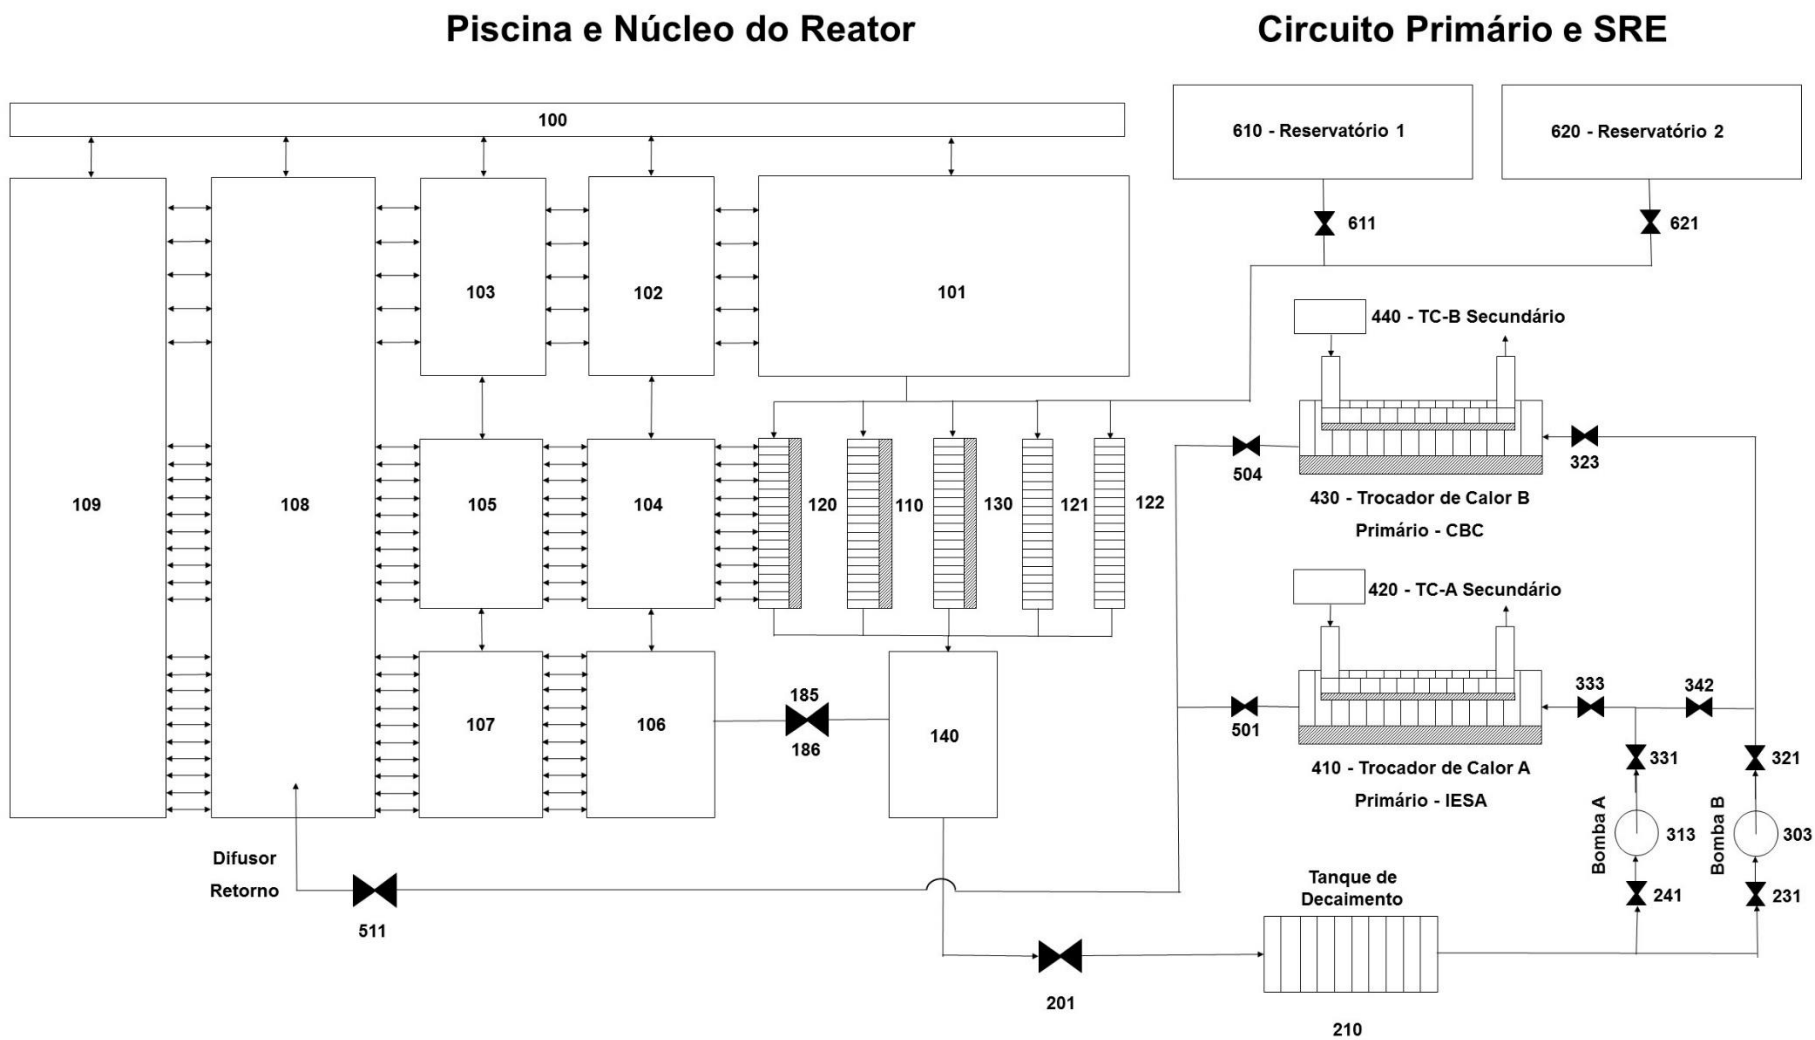 Piscina e Núcleo do Reator
Circuito Primário e SRE
100
610 - Reservatório 1
620 - Reservatório 2
611
621
103
102
101
440 - TC-B Secundário
109
108
105
104
120
110
130
121
122
504
323
430 - Trocador de Calor B
Primário - CBC
420 - TC-A Secundário
107
106
185
186
140
501
333
342
410 - Trocador de Calor A
Primário - IESA
331
321
Bomba A
313
Bomba B
303
Difusor
Retorno
511
Tanque de
Decaimento
241
231
201
210